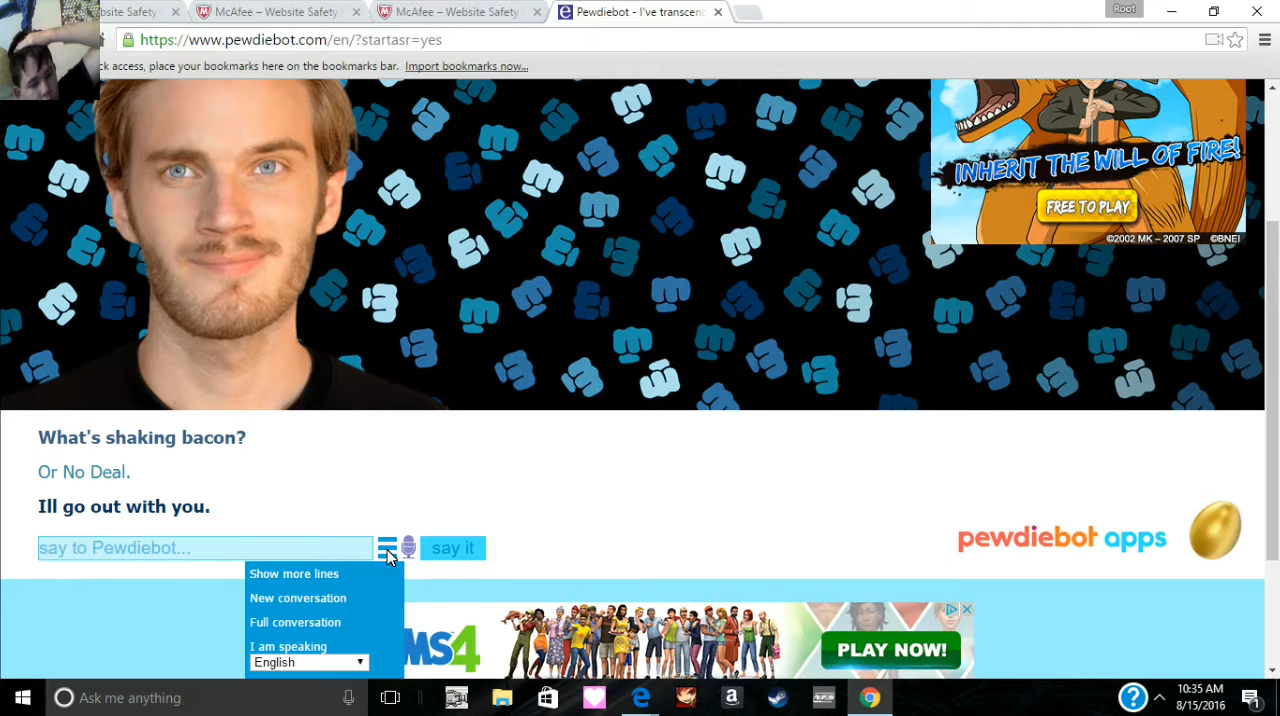 bsite Safety
McAfee – Website Safety
McAfee – Website Safety
Pewdiebot - I've transcen
Root
https://www.pewdiebot.com/en/?startasr=yes
ck access, place your bookmarks here on the bookmarks bar. Import bookmarks now...
INHERIT THE WILL OF FIRE!
FREE TO PLAY
©2002 MK – 2007 SP ©BNEI
What's shaking bacon?
Or No Deal.
Ill go out with you.
say to Pewdiebot...
say it
pewdiebot apps
Show more lines
New conversation
Full conversation
I am speaking
English
MS4
PLAY NOW!
Ask me anything
10:35 AM
8/15/2016
1